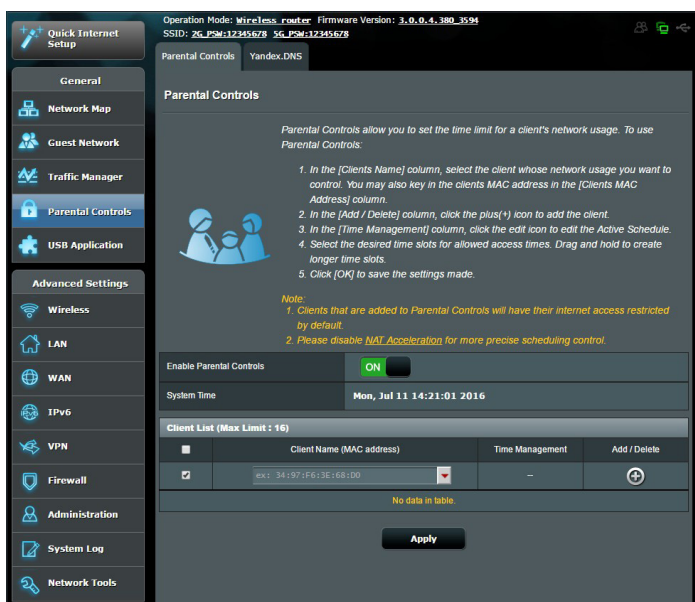 Quick Internet
Setup
General
Network Map
Guest Network
Traffic Manager
Parental Controls
USB Application
Advanced Settings
Wireless
LAN
WAN
IPv6
VPN
Firewall
Administration
System Log
Network Tools
Operation Mode: Wireless router Firmware Version: 3.0.0.4.380_3594
SSID: 2G_PSW:12345678 5G_PSW:12345678
Parental Controls Yandex.DNS
Parental Controls
Parental Controls allow you to set the time limit for a client's network usage. To use
Parental Controls:
1. In the [Clients Name] column, select the client whose network usage you want to
control. You may also key in the clients MAC address in the [Clients MAC
Address] column.
2. In the [Add / Delete] column, click the plus(+) icon to add the client.
3. In the [Time Management] column, click the edit icon to edit the Active Schedule.
4. Select the desired time slots for allowed access times. Drag and hold to create
longer time slots.
5. Click [OK] to save the settings made.
Note:
1. Clients that are added to Parental Controls will have their internet access restricted
by default.
2. Please disable NAT Acceleration for more precise scheduling control.
Enable Parental Controls ON
System Time Mon, Jul 11 14:21:01 2016
Client List (Max Limit : 16)
Client Name (MAC address) Time Management Add / Delete
ex: 34:97:F6:3E:68:D0 --
No data in table.
Apply